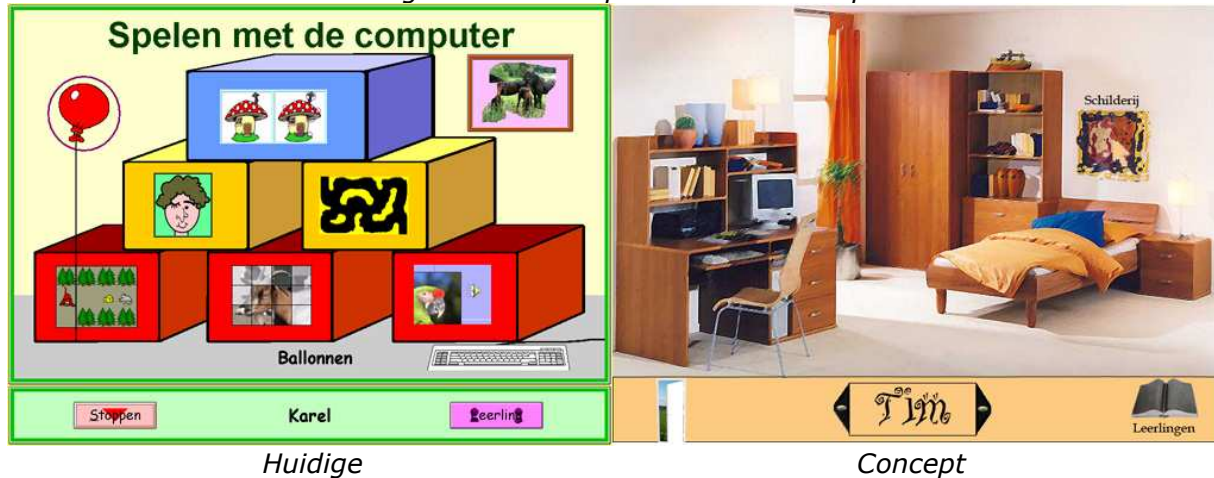 Spelen met de computer
Ballonnen
Stoppen
Karel
Leerling
Schilderij
Tim
Leerlingen
Huidige
Concept